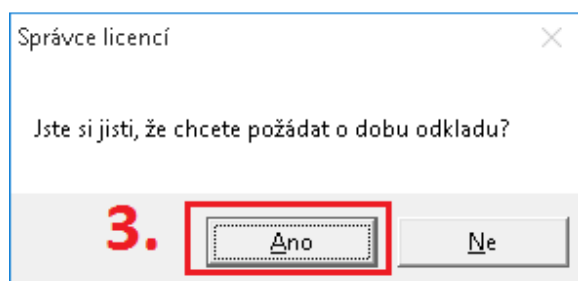 Správce licencí
Jste si jisti, že chcete požádat o dobu odkladu?
3. Ano Ne